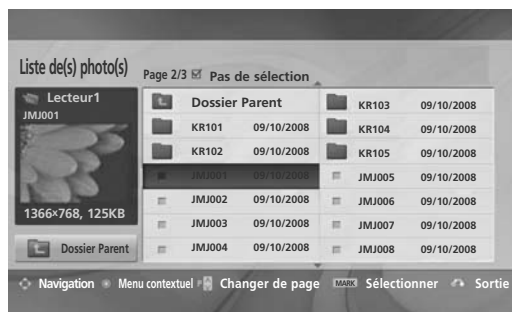 Liste de(s) photo(s)
Page 2/3 Pas de sélection
Lecteur1
JMJ001
1366×768, 125KB
Dossier Parent
Dossier Parent
KR101 09/10/2008
KR102 09/10/2008
JMJ001 09/10/2008
JMJ002 09/10/2008
JMJ003 09/10/2008
JMJ004 09/10/2008
KR103 09/10/2008
KR104 09/10/2008
KR105 09/10/2008
JMJ005 09/10/2008
JMJ006 09/10/2008
JMJ007 09/10/2008
JMJ008 09/10/2008
Navigation Menu contextuel P Changer de page MARK Sélectionner Sortie